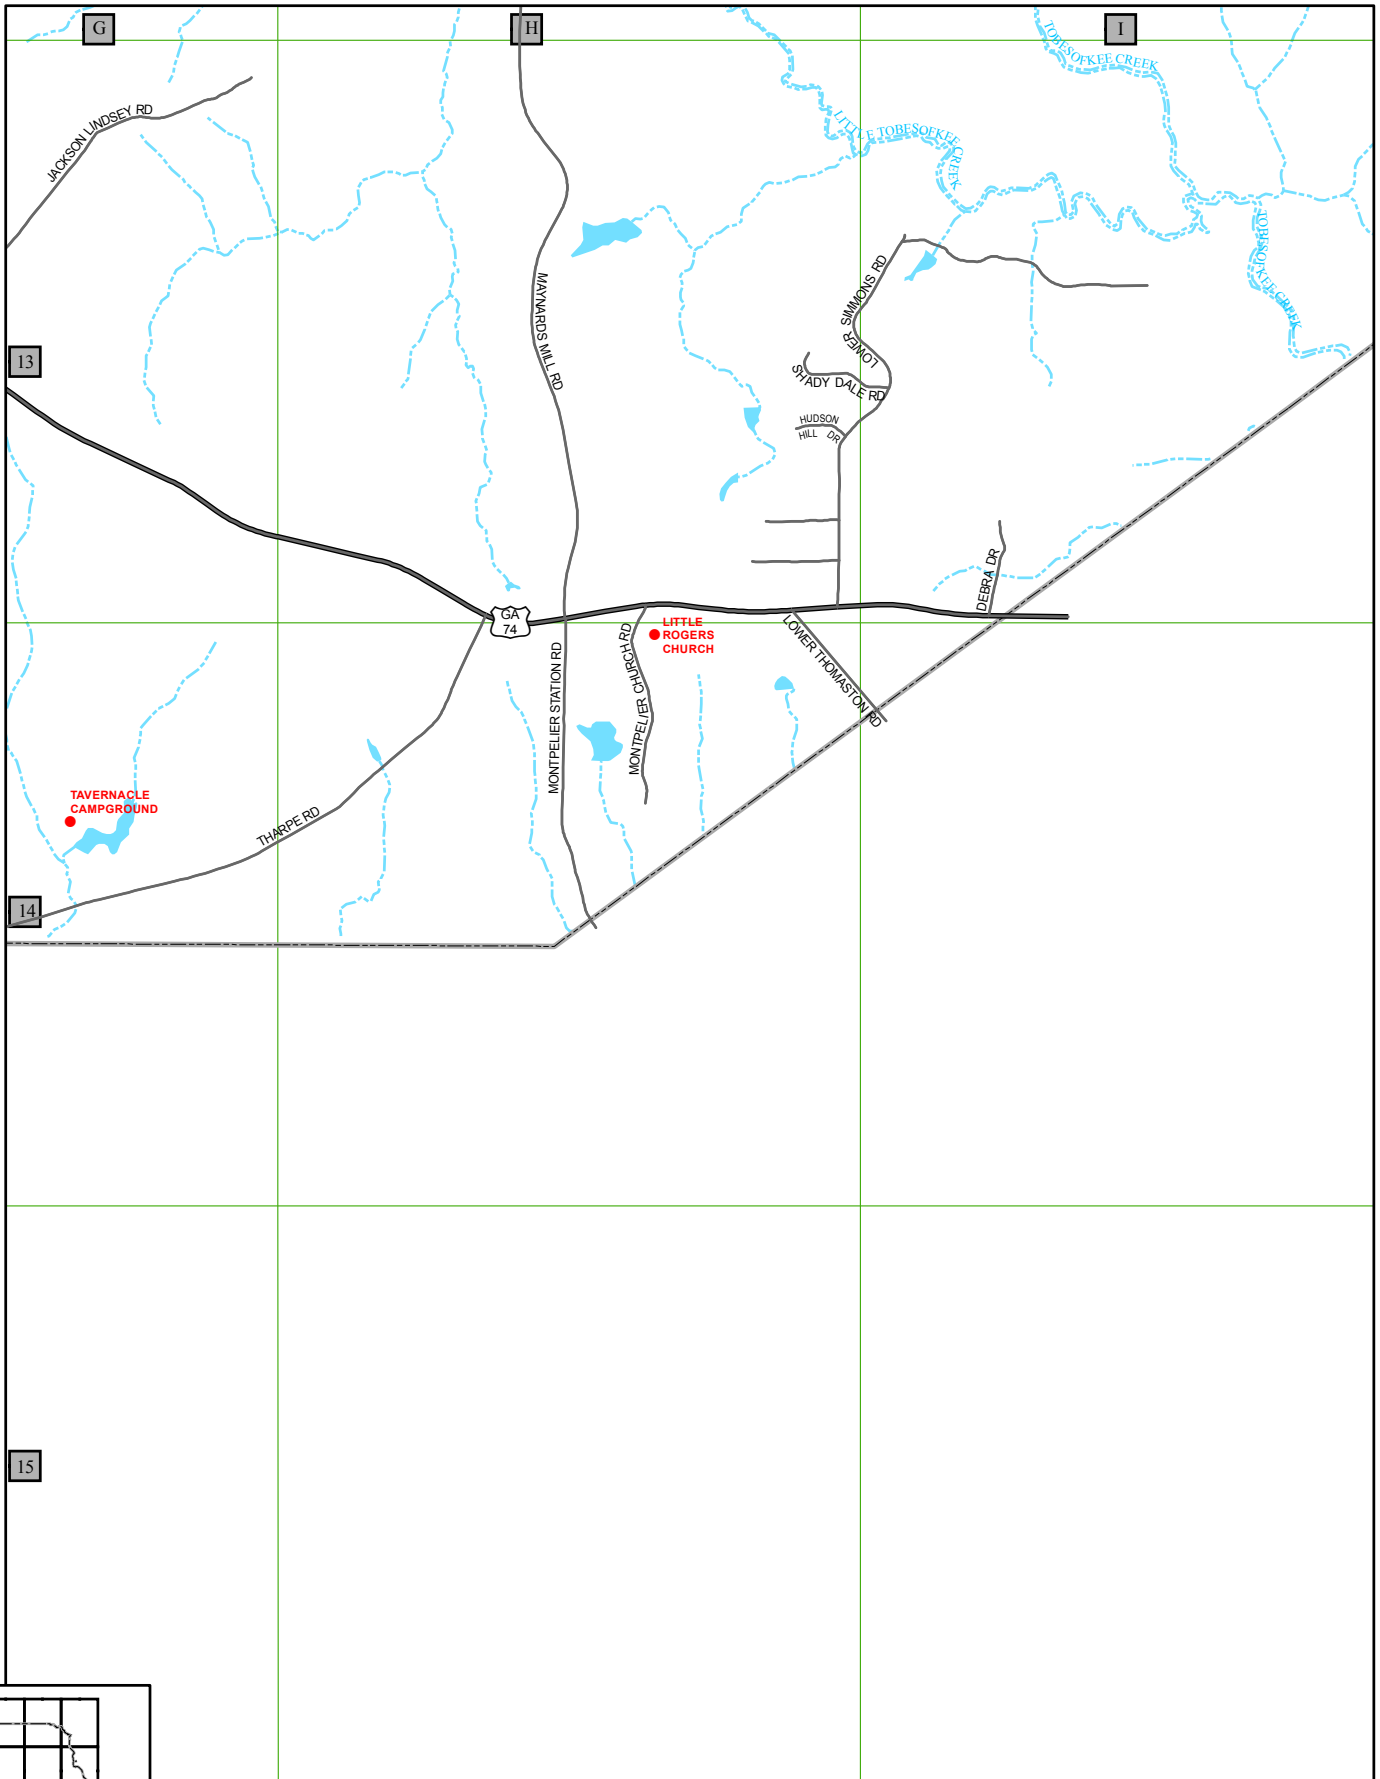 G
H
I
TOBESOFKEE CREEK
JACKSON LINDSEY RD
LITTLE TOBESOFKEE
CREEK
TOBESOFKEE CREEK
SIMMONS RD
LOWER
MAYNARDS MILL RD
13
SHADY DALE RD
HUDSON
HILL DR
DEBRA DR
GA
74
LITTLE
ROGERS
CHURCH
LOWER THOMASTON RD
MONTPELIER CHURCH RD
MONTPELIER STATION RD
TAVERNACLE
CAMPGROUND
THARPE RD
14
15